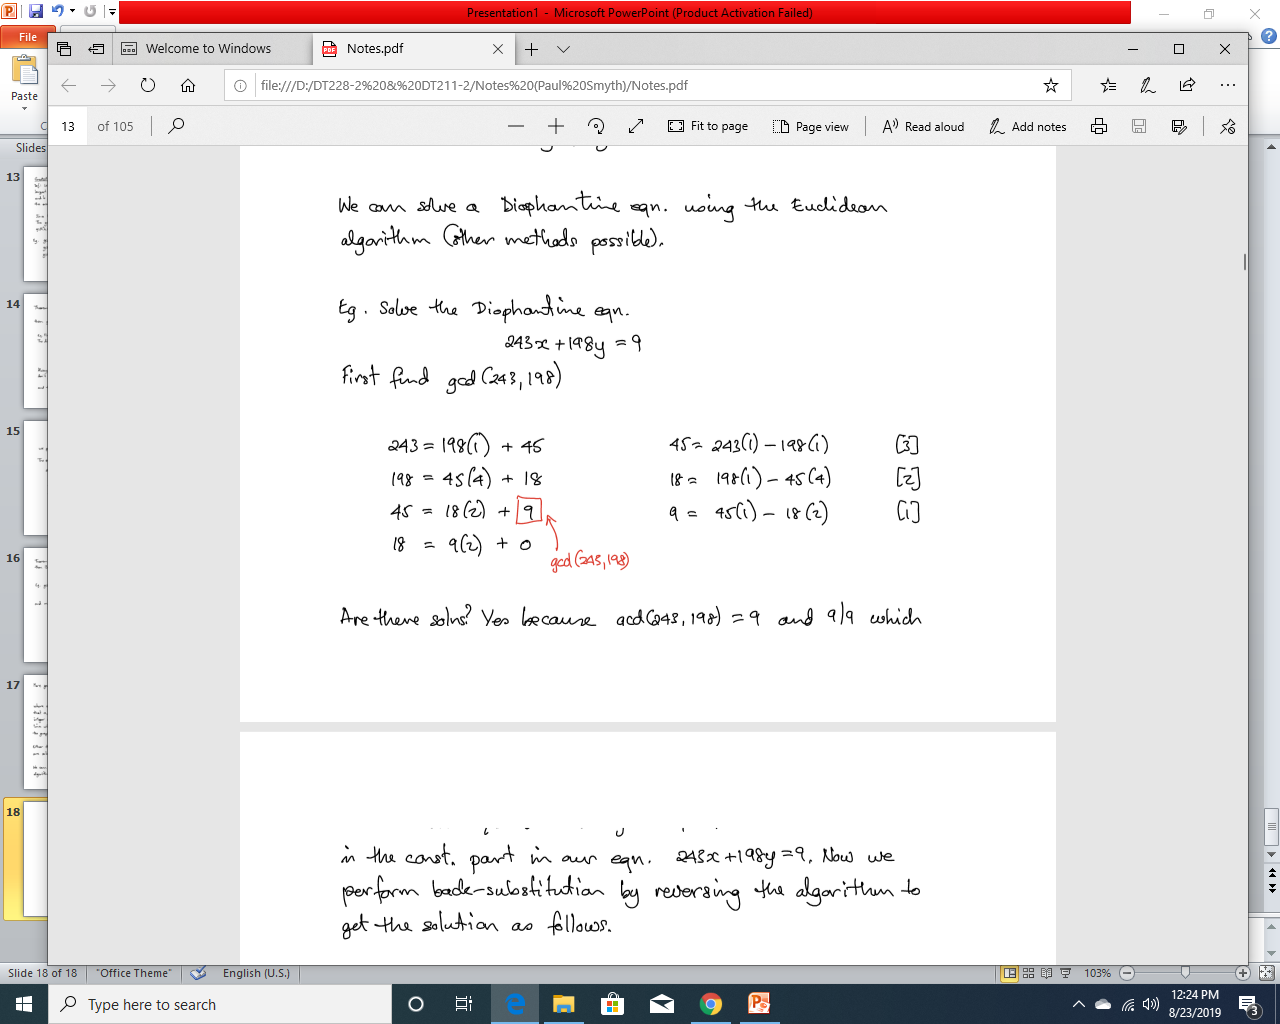 Presentation1 - Microsoft PowerPoint (Product Activation Failed)
File
Welcome to Windows
Notes.pdf
Paste
file:///D:/DT228-2%20&%20DT211-2/Notes%20(Paul%20Smyth)/Notes.pdf
13 of 105
Fit to page
Page view
Read aloud
Add notes
Slides
13
14
15
16
17
18
We can solve a Diophantine eqn. using the Euclidean
algorithm (other methods possible).
Eg. Solve the Diophantine eqn.
243x + 198y = 9
First find gcd (243, 198)
243 = 198(1) + 45 45 = 243(1) - 198(1) [3]
198 = 45(4) + 18 18 = 198(1) - 45(4) [2]
45 = 18(2) + 9 9 = 45(1) - 18(2) [1]
18 = 9(2) + 0
gcd(243, 198)
Are there solns? Yes because gcd(243, 198) = 9 and 9/9 which
in the const. part in our eqn. 243x + 198y = 9. Now we
perform back-substitution by reversing the algorithm to
get the solution as follows.
Slide 18 of 18
"Office Theme"
English (U.S.)
103%
Type here to search
12:24 PM
8/23/2019
3